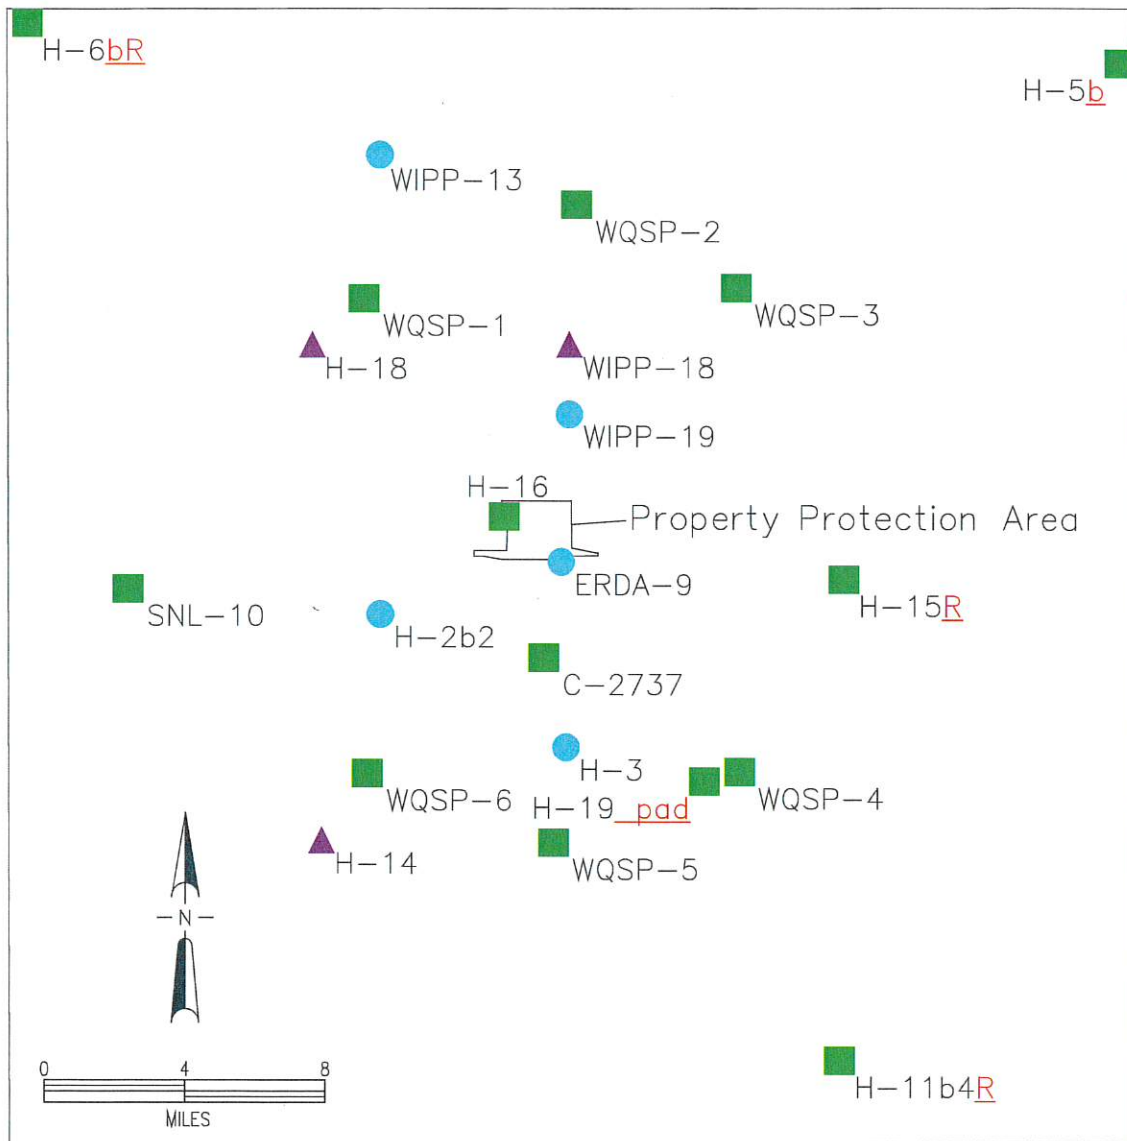 H-6bR
H-5b
WIPP-13
WQSP-2
WQSP-3
WQSP-1
H-18
WIPP-18
WIPP-19
H-16
Property Protection Area
ERDA-9
SNL-10
H-15R
H-2b2
C-2737
H-3
WQSP-6
H-19 pad
WQSP-4
H-14
WQSP-5
-N-
0 4 8
MILES
H-11b4R